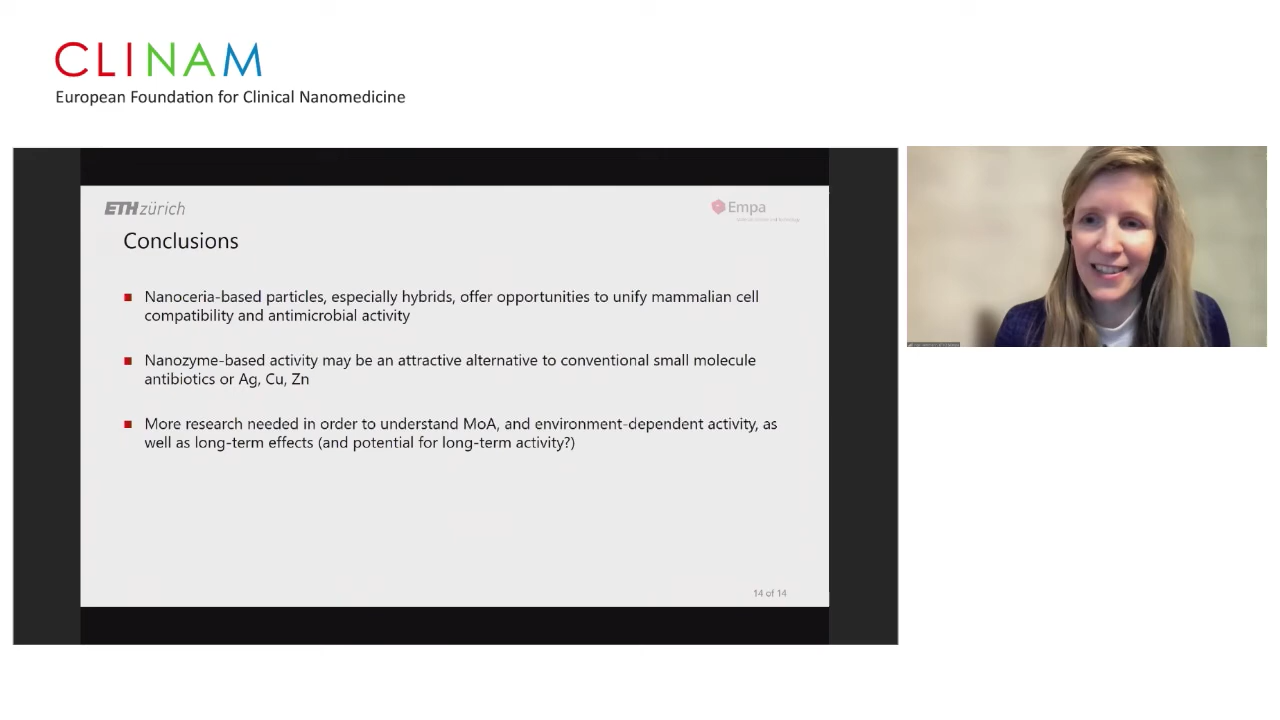 CLINAM
European Foundation for Clinical Nanomedicine
ETH zürich
Empa
Conclusions
Nanoceria-based particles, especially hybrids, offer opportunities to unify mammalian cell
compatibility and antimicrobial activity
Nanozyme-based activity may be an attractive alternative to conventional small molecule
antibiotics or Ag, Cu, Zn
More research needed in order to understand MoA, and environment-dependent activity, as
well as long-term effects (and potential for long-term activity?)
14 of 14